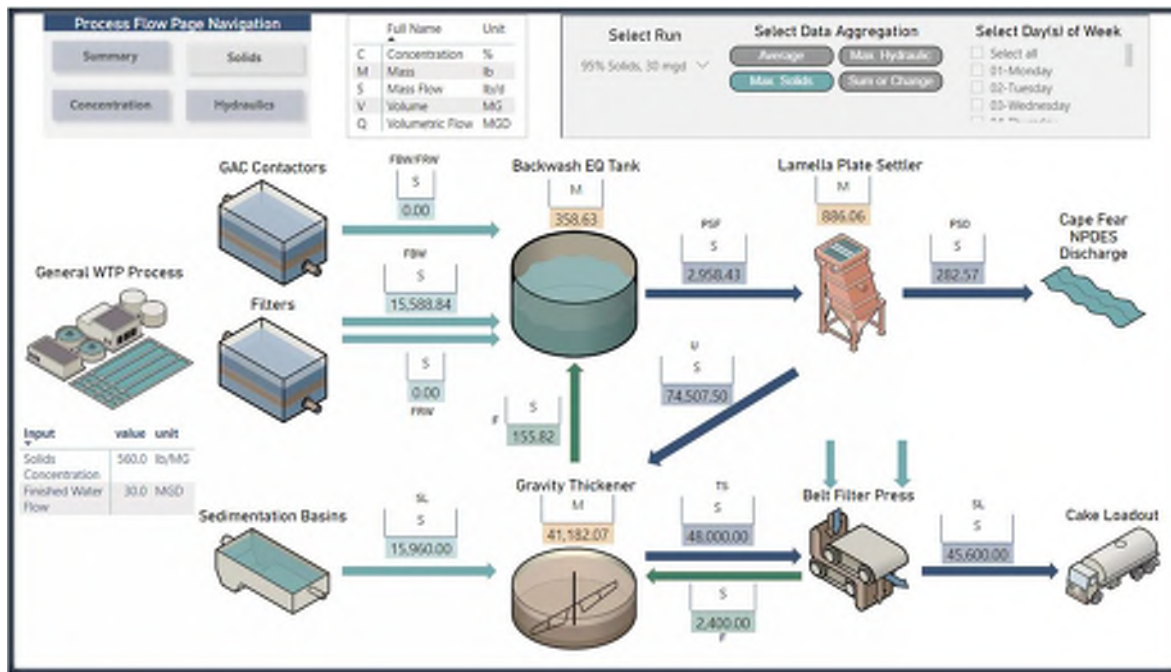 Process Flow Page Navigation
Summary
Solids
Concentration
Hydraulics
Full Name Unit
C Concentration %
M Mass lb
S Mass Flow lb/d
V Volume MG
Q Volumetric Flow MGD
Select Run
95% Solids, 30 mgd
Select Data Aggregation
Average
Max Hydraulic
Max Solids
Sum or Change
Select Day(s) of Week
Select all
01-Monday
02-Tuesday
03-Wednesday
GAC Contactors
FBW/FRW
S
0.00
Backwash EQ Tank
M
358.63
Lamella Plate Settler
M
886.06
PSF
S
2,958.43
PSD
S
282.57
Cape Fear
NPDES
Discharge
General WTP Process
Filters
FBW
S
15,588.84
S
0.00
FRW
U
S
74,507.50
F
S
155.82
Input value unit
Solids 560.0 lb/MG
Concentration
Finished Water 30.0 MGD
Flow
Sedimentation Basins
SL
S
15,960.00
Gravity Thickener
M
41,182.07
TS
S
48,000.00
S
2,400.00
F
Belt Filter Press
SL
S
45,600.00
Cake Loadout